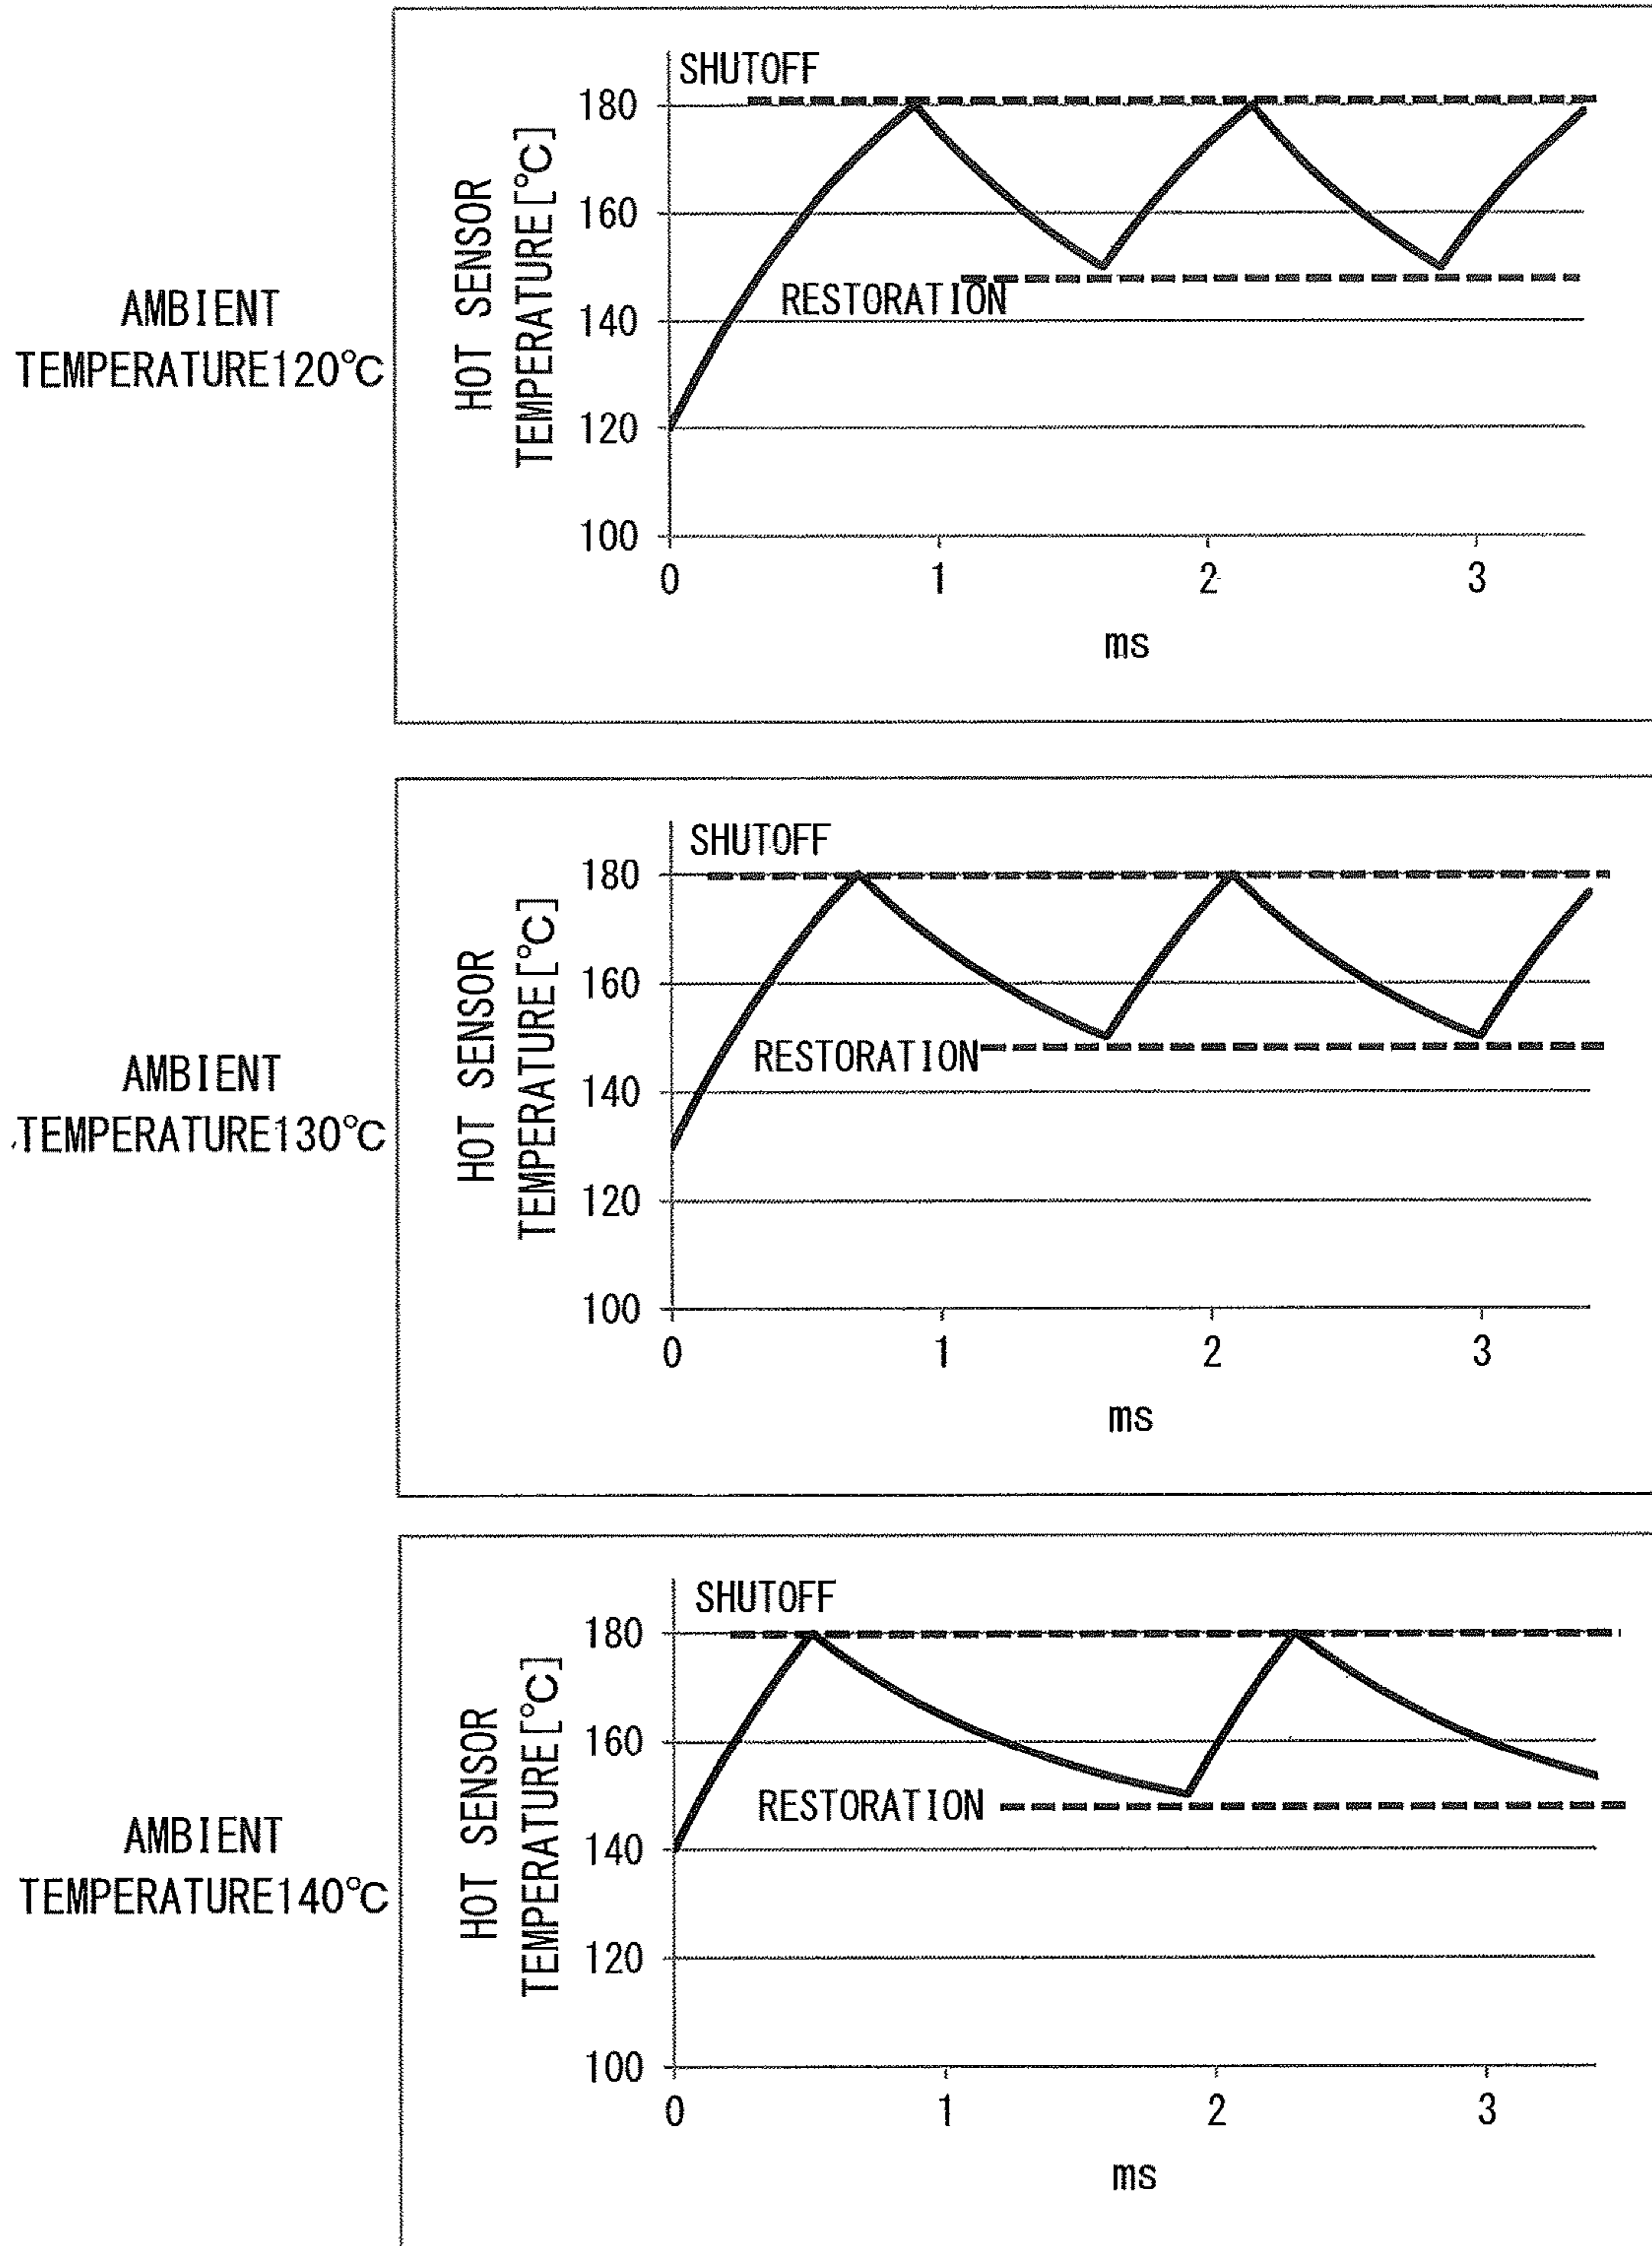 AMBIENT
TEMPERATURE120℃
HOT SENSOR
TEMPERATURE[℃]
SHUTOFF
180
160
RESTORATION
140
120
100
0 1 2 3
ms
AMBIENT
TEMPERATURE130℃
HOT SENSOR
TEMPERATURE[℃]
SHUTOFF
180
160
RESTORATION
140
120
100
0 1 2 3
ms
AMBIENT
TEMPERATURE140℃
HOT SENSOR
TEMPERATURE[℃]
SHUTOFF
180
160
RESTORATION
140
120
100
0 1 2 3
ms